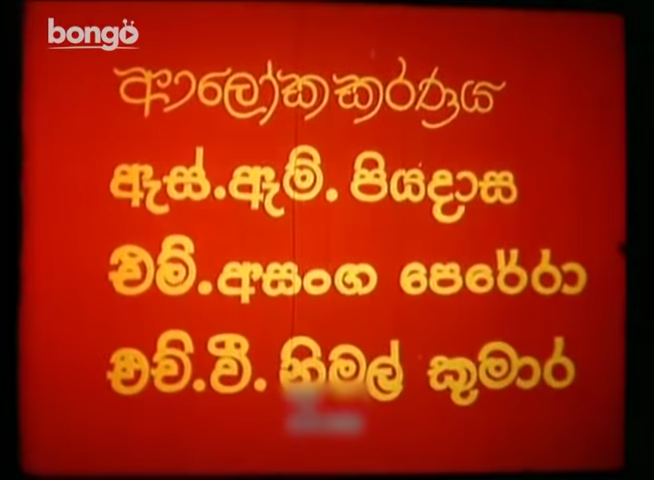 bongo
ආලෝකකරණය
ඇස්.ඇම්. පියදාස
එම්.අසංග පෙරේරා
එච්.වී. නිමල් කුමාර